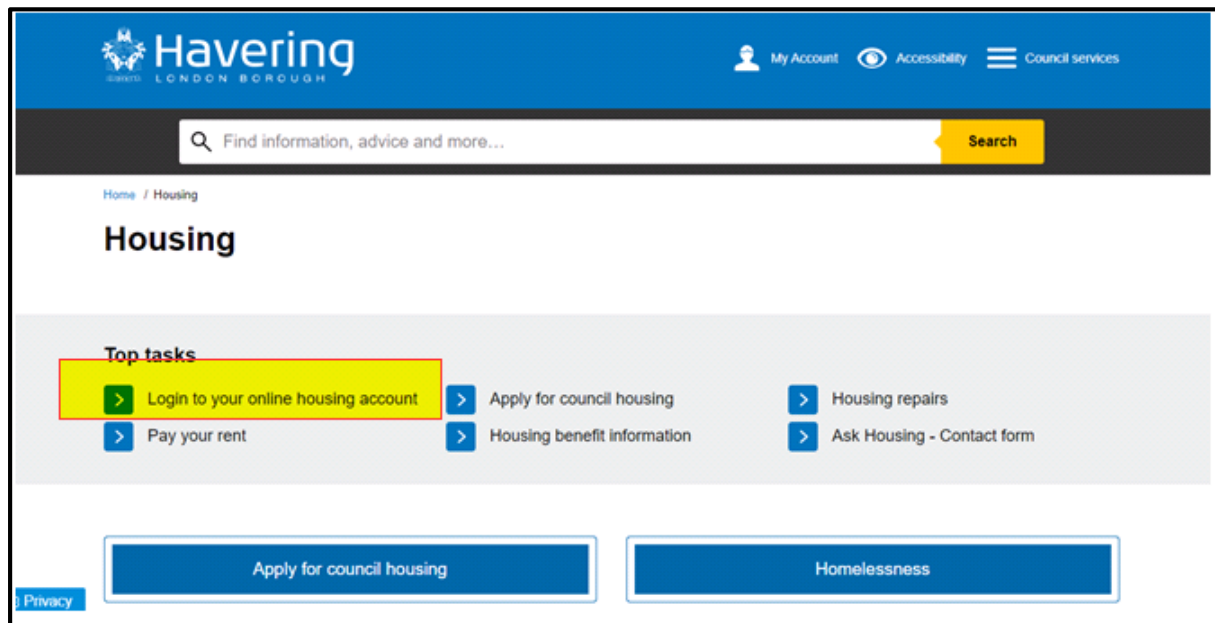 Havering
LONDON BOROUGH
My Account Accessibility Council services
Find information, advice and more... Search
Home / Housing
Housing
Top tasks
Login to your online housing account Apply for council housing Housing repairs
Pay your rent Housing benefit information Ask Housing - Contact form
Apply for council housing Homelessness
Privacy